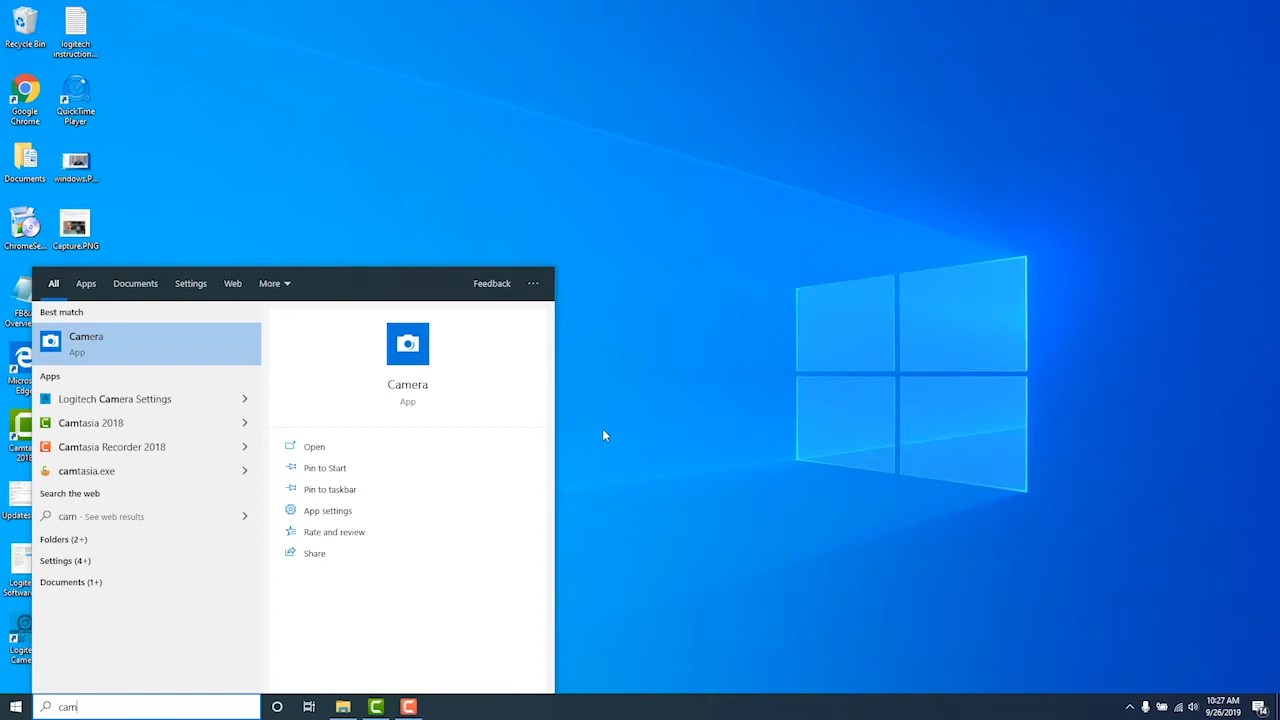 Recycle Bin
logitech
instruction...
Google
Chrome
QuickTime
Player
Documents
windows.P...
ChromeSe...
Capture.PNG
FB&
Overvie
Micros
Edge
Camt
2018
Updates
Logit
Softwar
Logite
Came
All
Apps
Documents
Settings
Web
More
Feedback
...
Best match
Camera
App
Apps
Logitech Camera Settings
Camtasia 2018
Camtasia Recorder 2018
camtasia.exe
Search the web
cam - See web results
Folders (2+)
Settings (4+)
Documents (1+)
Camera
App
Open
Pin to Start
Pin to taskbar
App settings
Rate and review
Share
cam
10:27 AM
9/26/2019
14